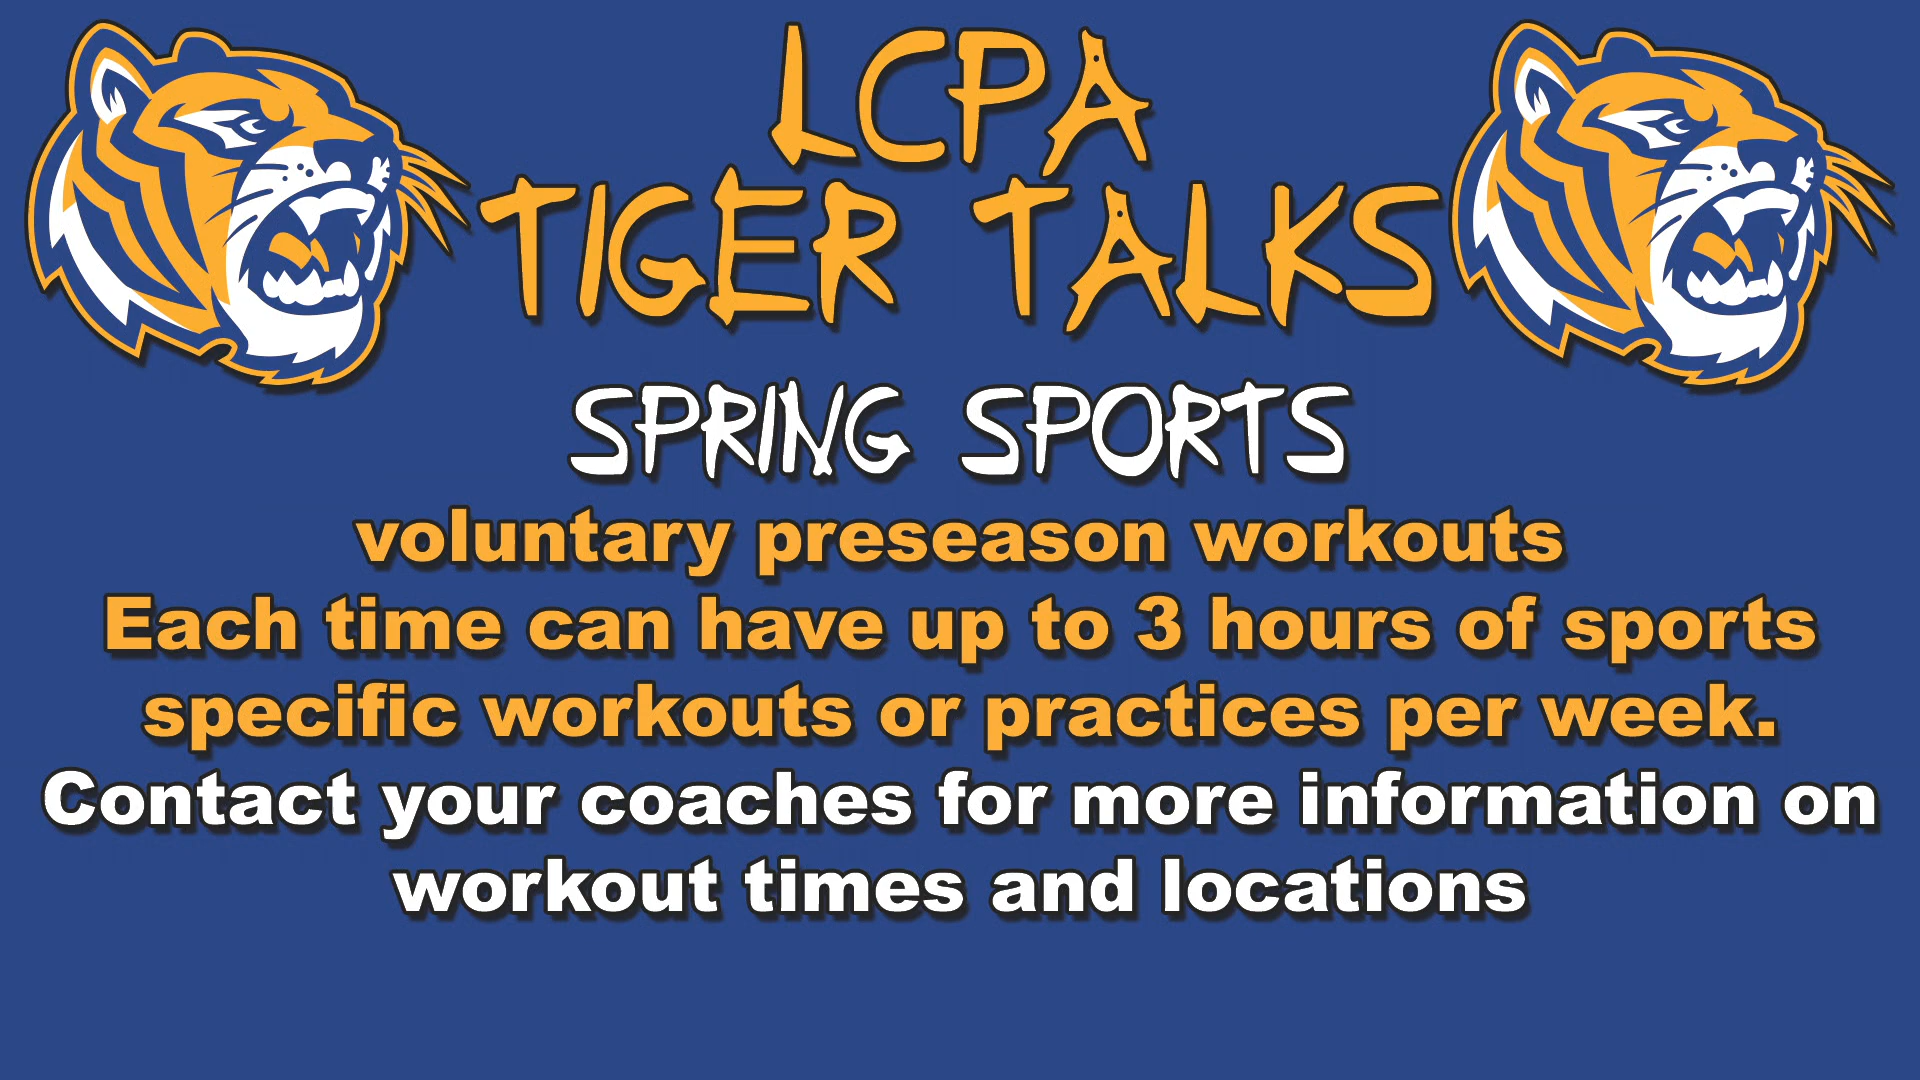 LCPA
TIGER TALKS
SPRING SPORTS
voluntary preseason workouts
Each time can have up to 3 hours of sports
specific workouts or practices per week.
Contact your coaches for more information on
workout times and locations